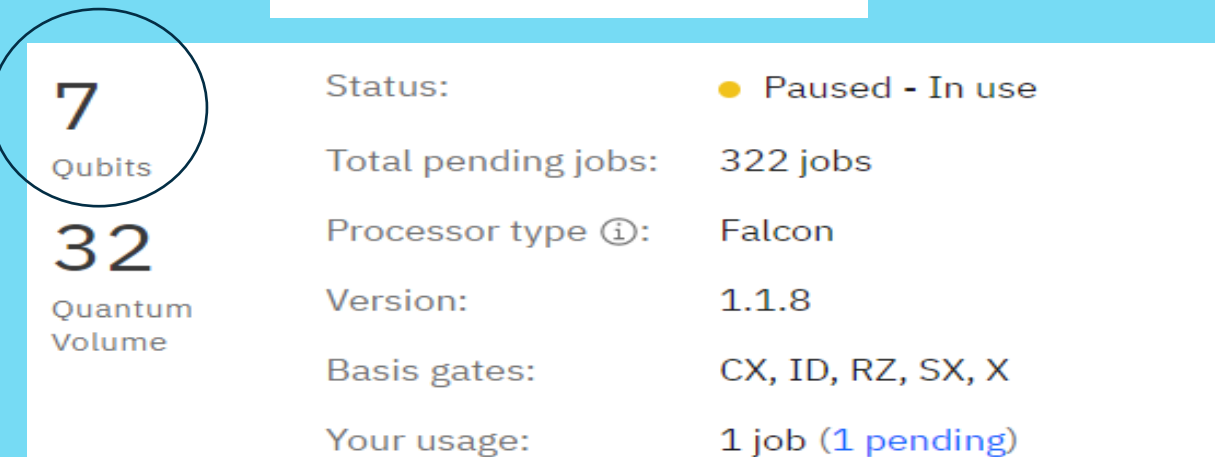 7
Qubits
32
Quantum
Volume
Status: Paused - In use
Total pending jobs: 322 jobs
Processor type ⓘ: Falcon
Version: 1.1.8
Basis gates: CX, ID, RZ, SX, X
Your usage: 1 job (1 pending)